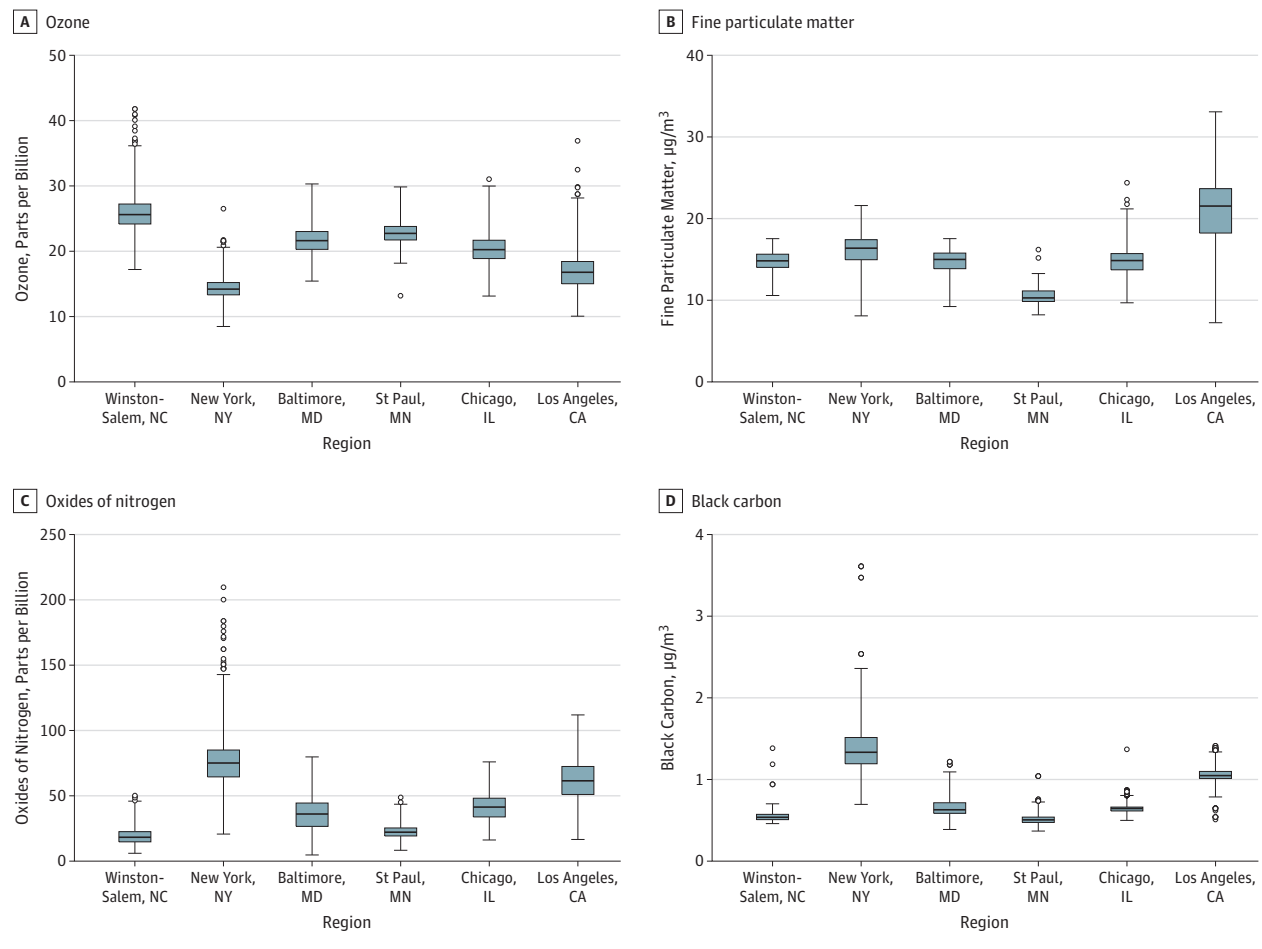 A Ozone
50
40
30
20
10
0
Ozone, Parts per Billion
Winston-
Salem, NC
New York,
NY
Baltimore,
MD
St Paul,
MN
Chicago,
IL
Los Angeles,
CA
Region
B Fine particulate matter
40
30
20
10
0
Fine Particulate Matter, µg/m³
Winston-
Salem, NC
New York,
NY
Baltimore,
MD
St Paul,
MN
Chicago,
IL
Los Angeles,
CA
Region
C Oxides of nitrogen
250
200
150
100
50
0
Oxides of Nitrogen, Parts per Billion
Winston-
Salem, NC
New York,
NY
Baltimore,
MD
St Paul,
MN
Chicago,
IL
Los Angeles,
CA
Region
D Black carbon
4
3
2
1
0
Black Carbon, µg/m³
Winston-
Salem, NC
New York,
NY
Baltimore,
MD
St Paul,
MN
Chicago,
IL
Los Angeles,
CA
Region